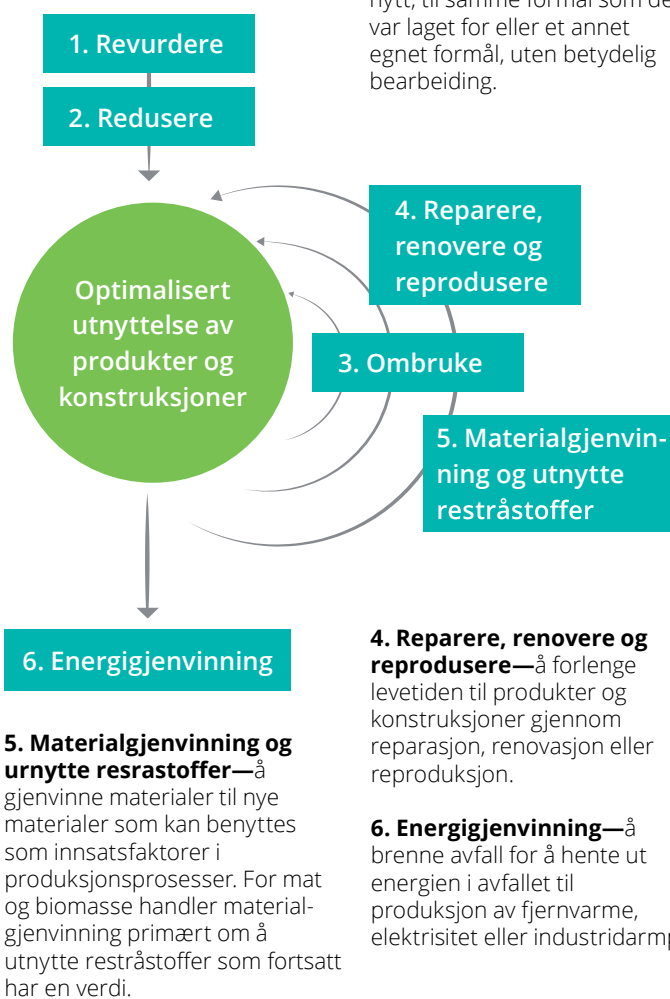 nytt, til samme formål som de
var laget for eller et annet
egnet formål, uten betydelig
bearbeiding.
1. Revurdere
2. Redusere
4. Reparere,
renovere og
reprodusere
Optimalisert
utnyttelse av
produkter og
konstruksjoner
3. Ombruke
5. Materialgjenvin-
ning og utnytte
restråstoffer
6. Energigjenvinning
4. Reparere, renovere og
reprodusere—å forlenge
levetiden til produkter og
konstruksjoner gjennom
reparasjon, renovasjon eller
reproduksjon.
5. Materialgjenvinning og
urnytte resrastoffer—å
gjenvinne materialer til nye
materialer som kan benyttes
som innsatsfaktorer i
produksjonsprosesser. For mat
og biomasse handler material-
gjenvinning primært om å
utnytte restråstoffer som fortsatt
har en verdi.
6. Energigjenvinning—å
brenne avfall for å hente ut
energien i avfallet til
produksjon av fjernvarme,
elektrisitet eller industridarmp